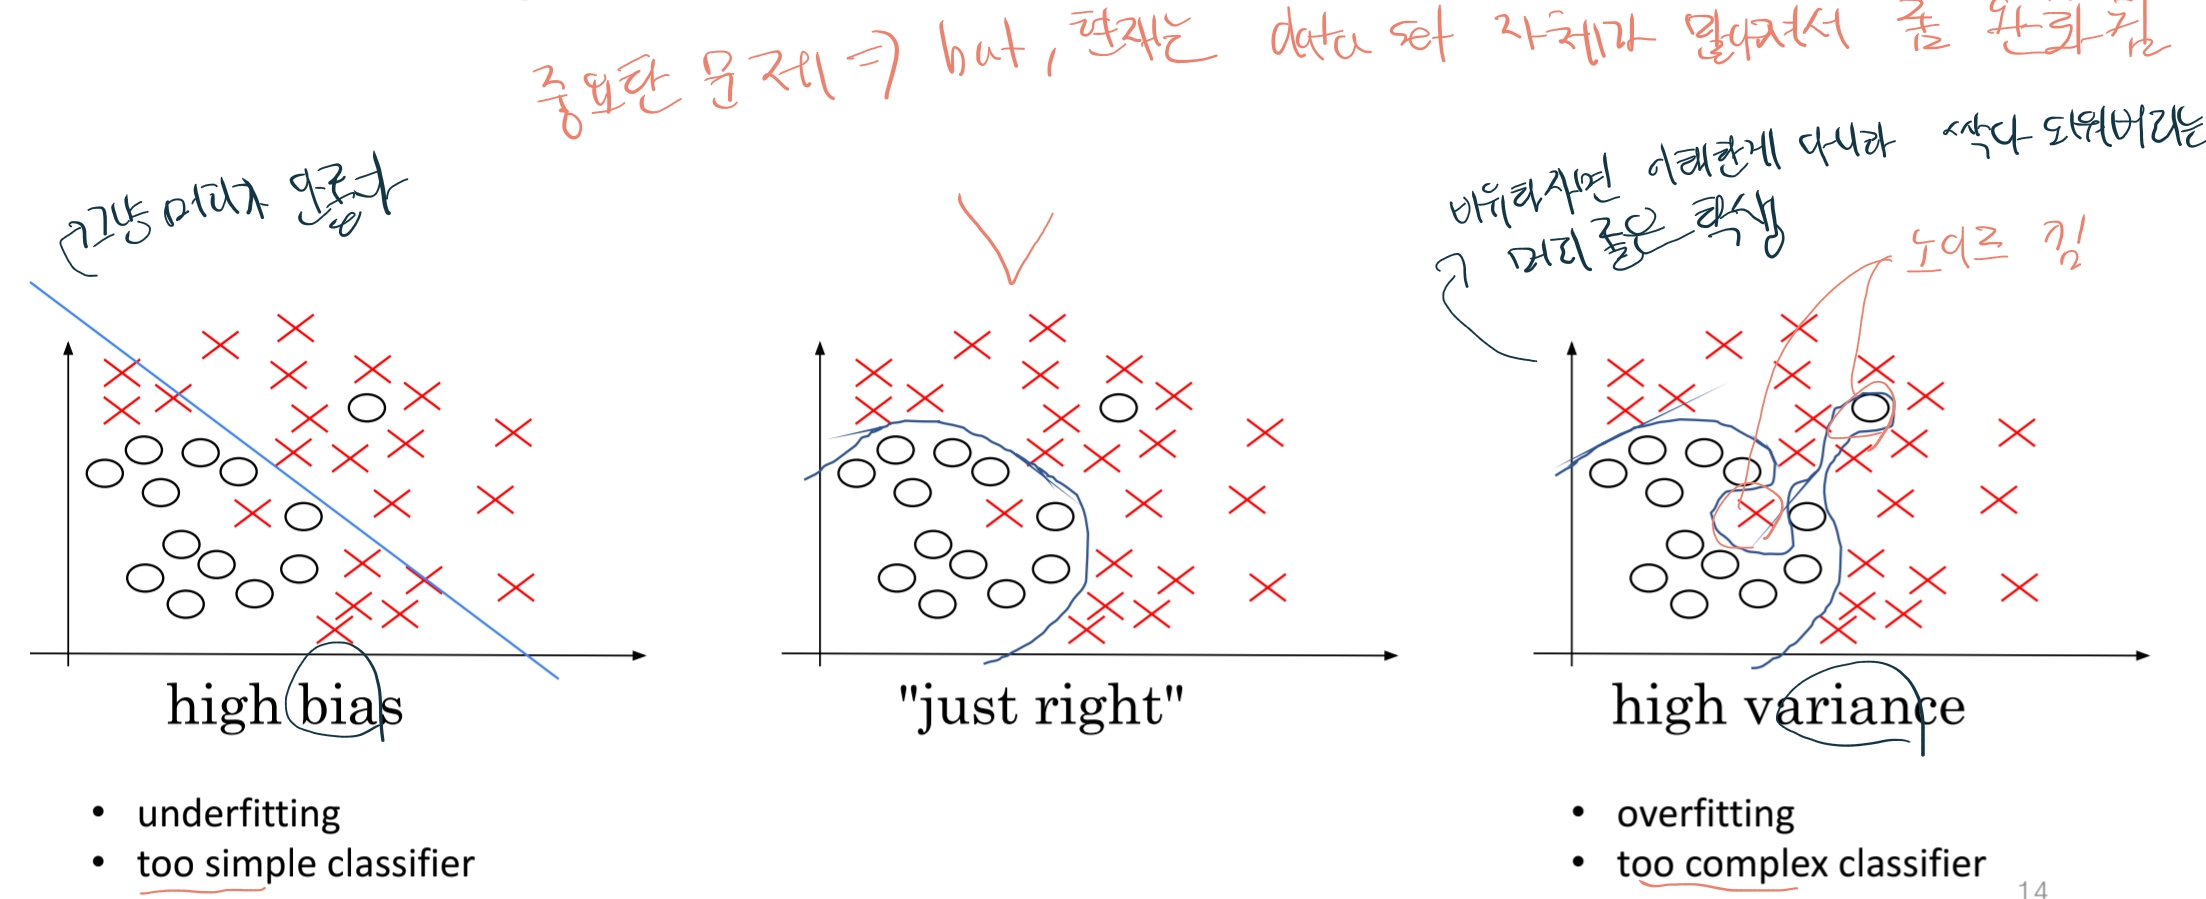 중요한 문제 => but, 현재는 data set 자체가 많아져서 좀 완화됨
그냥 머리가 안좋다
비유하자면 이해한게 아니라 싹다 외워버리는
머리 좋은 학생
노이즈 낌
high bias
"just right"
high variance
• underfitting
• too simple classifier
• overfitting
• too complex classifier
14